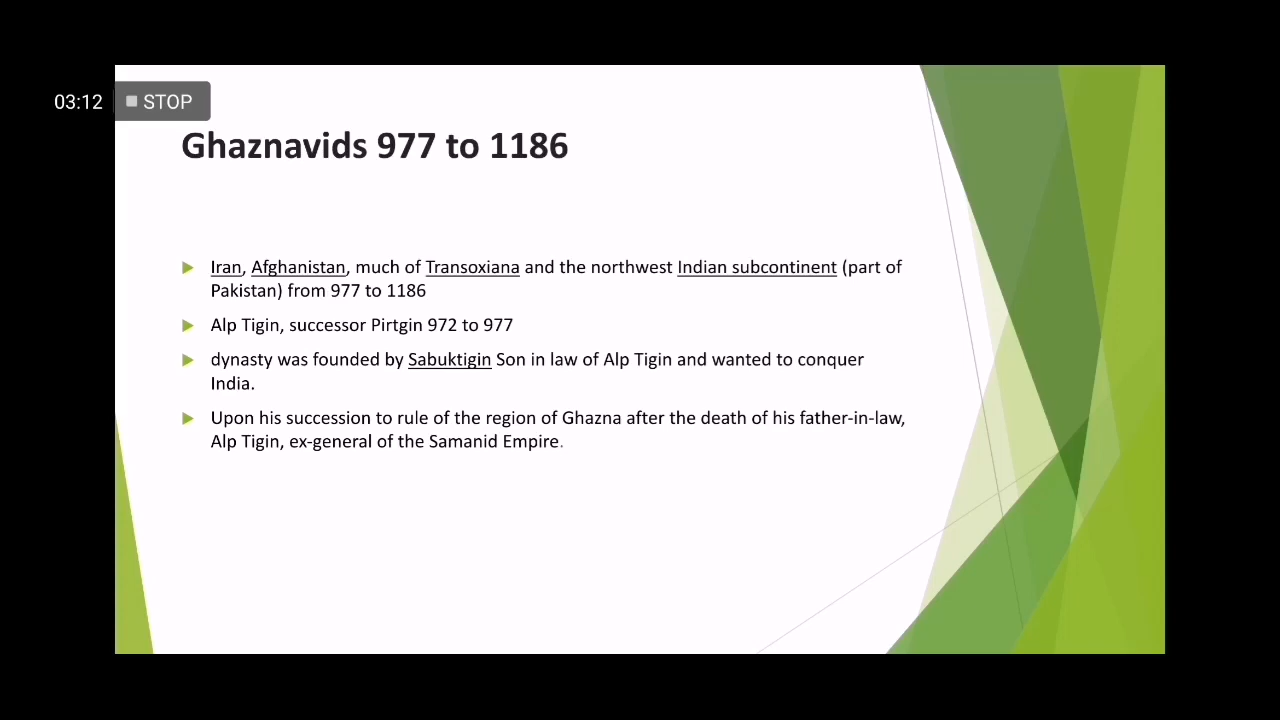 03:12 STOP
Ghaznavids 977 to 1186
Iran, Afghanistan, much of Transoxiana and the northwest Indian subcontinent (part of
Pakistan) from 977 to 1186
Alp Tigin, successor Pirtgin 972 to 977
dynasty was founded by Sabuktigin Son in law of Alp Tigin and wanted to conquer
India.
Upon his succession to rule of the region of Ghazna after the death of his father-in-law,
Alp Tigin, ex-general of the Samanid Empire.